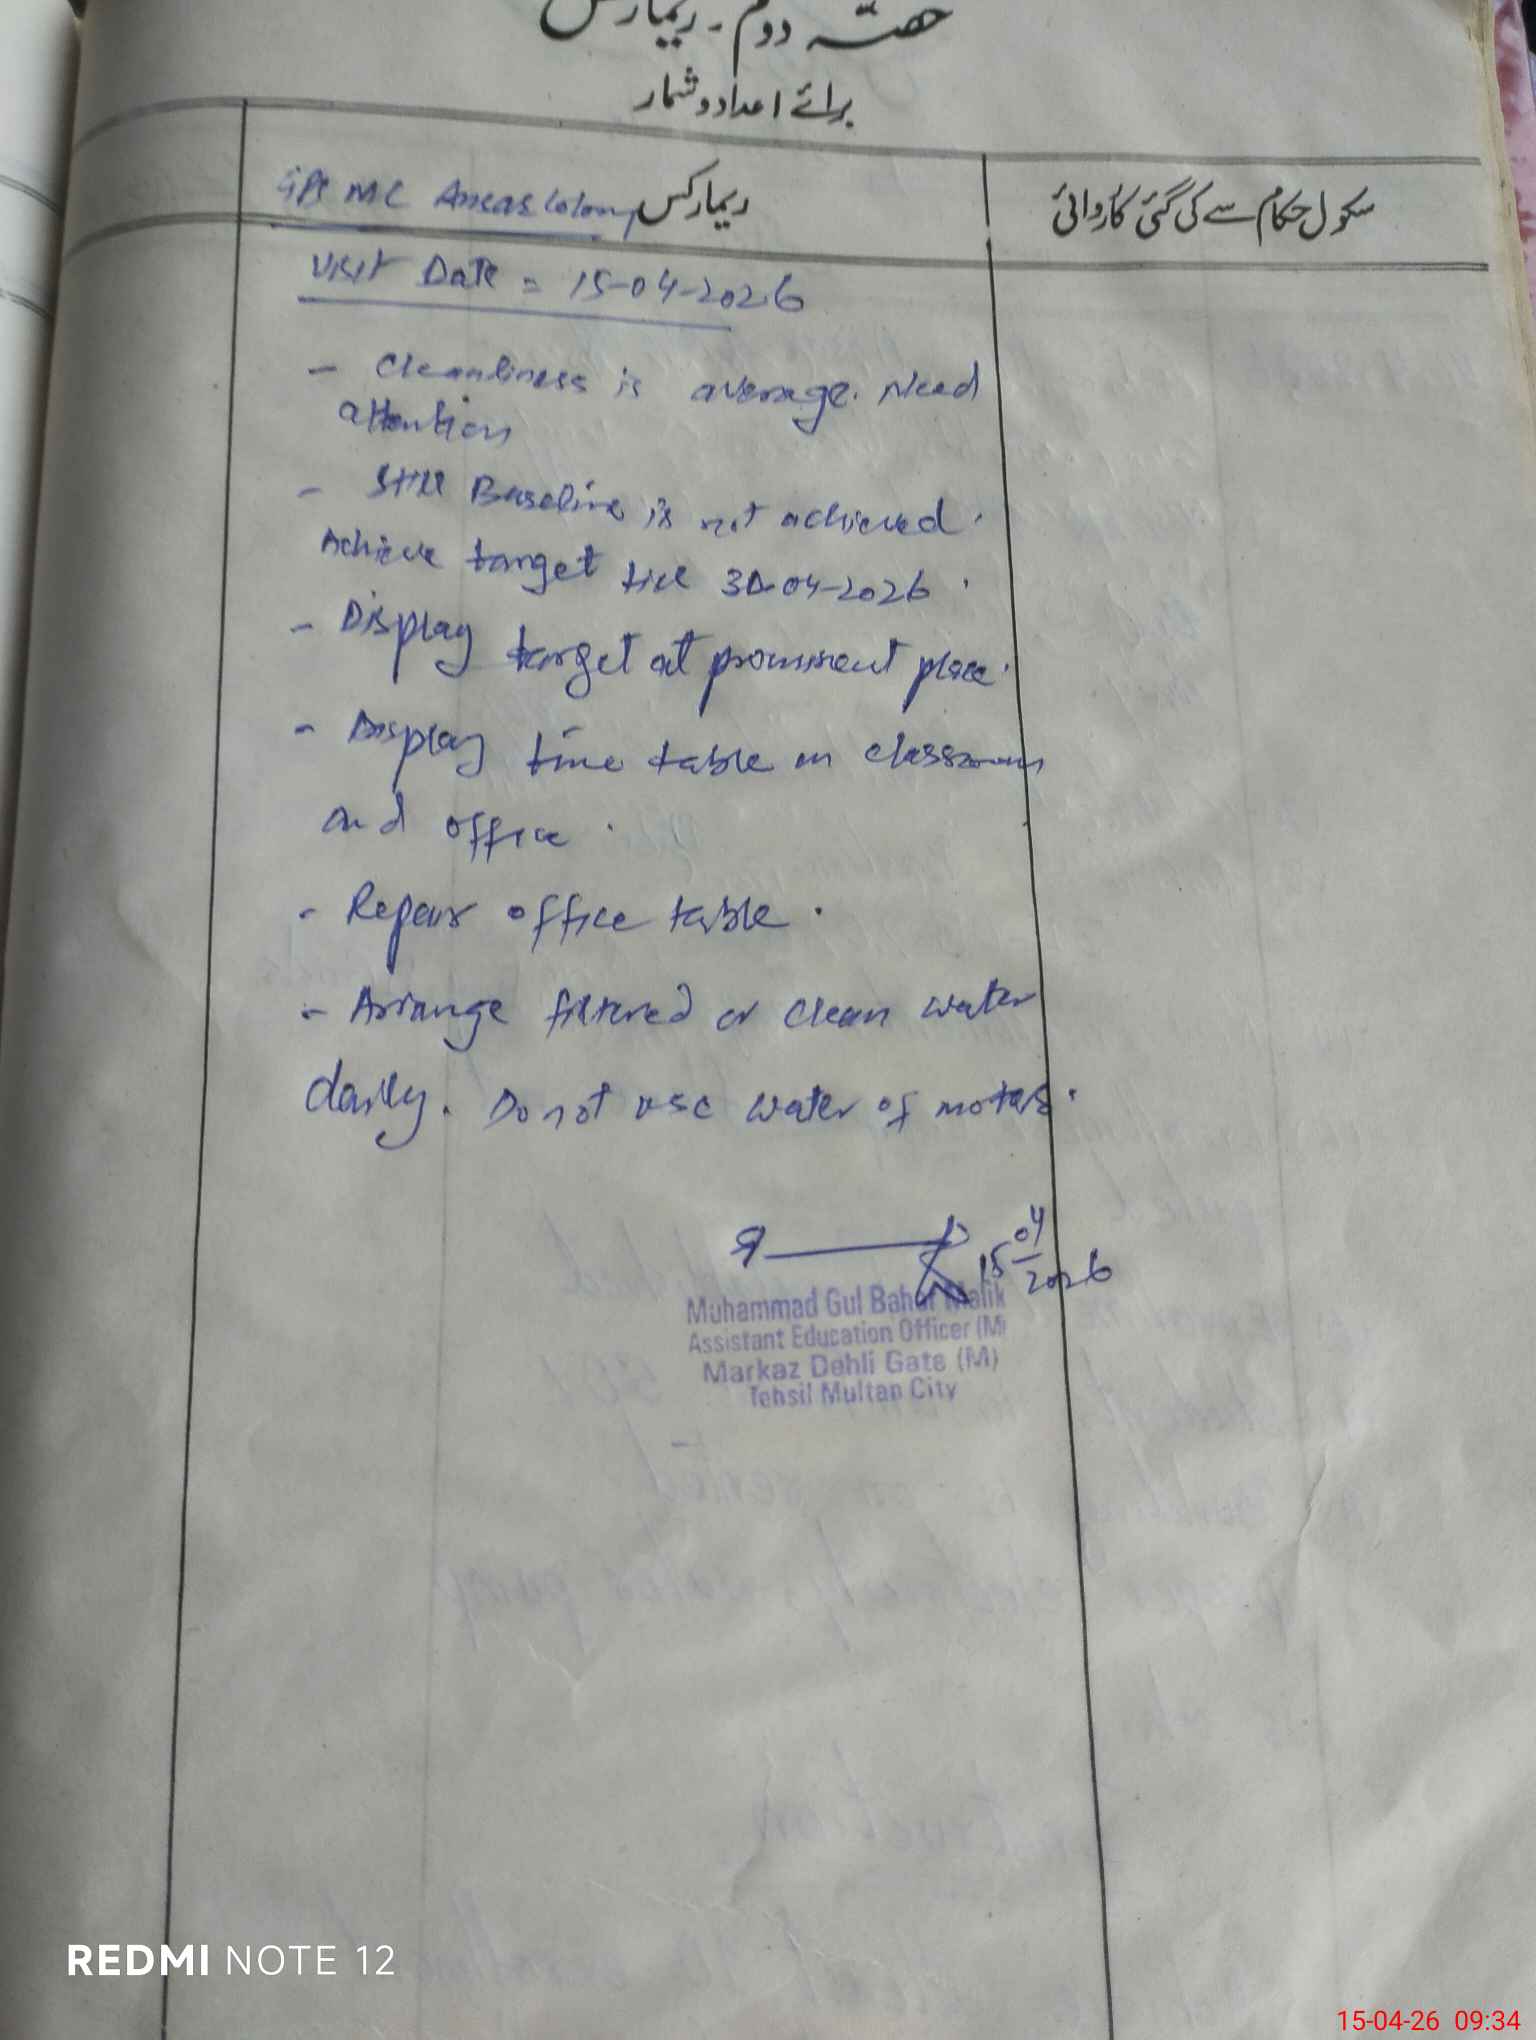 حصہ دوم - ریمارکس
برائے اعداد و شمار
GPS MC Ansar Colony ریمارکس
سکول حکام سے کی گئی کاروائی
Visit Date = 15-04-2026
- Cleanliness is average. Need
attention
- Still Baseline is not achieved.
Achieve target till 30-04-2026.
- Display target at prominent place.
- Display time table in classroom
and office.
- Repair office table.
- Arrange filtered or clean water
daily. Do not use water of motors.
15-04-2026
Muhammad Gul Bahar Malik
Assistant Education Officer (M)
Markaz Dehli Gate (M)
Tehsil Multan City
REDMI NOTE 12
15-04-26 09:34